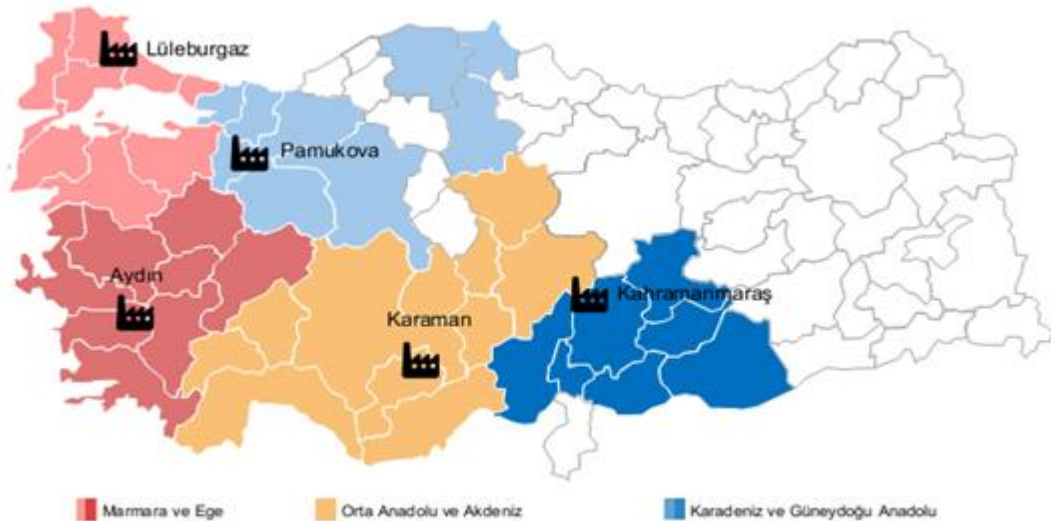 Lüleburgaz
Pamukova
Aydın
Kahramanmaraş
Karaman
Marmara ve Ege
Orta Anadolu ve Akdeniz
Karadeniz ve Güneydoğu Anadolu